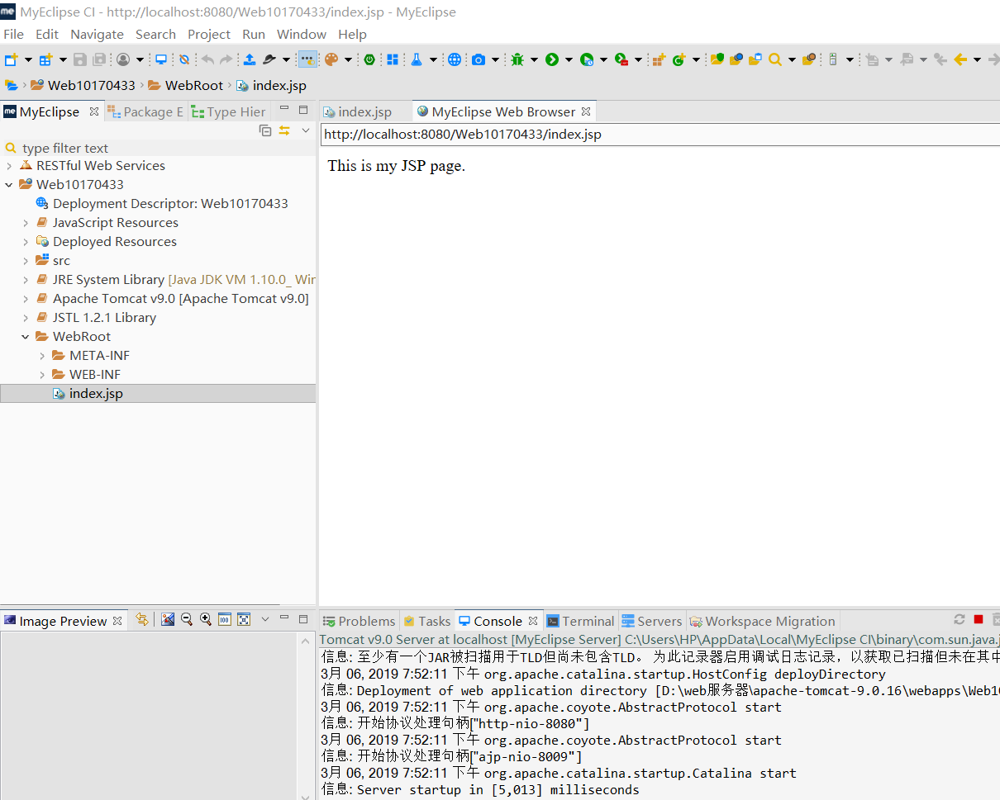 MyEclipse CI - http://localhost:8080/Web10170433/index.jsp - MyEclipse
File Edit Navigate Search Project Run Window Help
Web10170433 WebRoot index.jsp
MyEclipse Package E Type Hier
index.jsp MyEclipse Web Browser
http://localhost:8080/Web10170433/index.jsp
type filter text
This is my JSP page.
RESTful Web Services
Web10170433
Deployment Descriptor: Web10170433
JavaScript Resources
Deployed Resources
src
JRE System Library [Java JDK VM 1.10.0_ Wir
Apache Tomcat v9.0 [Apache Tomcat v9.0]
JSTL 1.2.1 Library
WebRoot
META-INF
WEB-INF
index.jsp
Image Preview
Problems Tasks Console Terminal Servers Workspace Migration
Tomcat v9.0 Server at localhost [MyEclipse Server] C:\Users\HP\AppData\Local\MyEclipse CI\binary\com.sun.java.j
信息: 至少有一个JAR被扫描用于TLD但尚未包含TLD。 为此记录器启用调试日志记录，以获取已扫描但未在其中
3月 06, 2019 7:52:11 下午 org.apache.catalina.startup.HostConfig deployDirectory
信息: Deployment of web application directory [D:\web服务器\apache-tomcat-9.0.16\webapps\Web10
3月 06, 2019 7:52:11 下午 org.apache.coyote.AbstractProtocol start
信息: 开始协议处理句柄["http-nio-8080"]
3月 06, 2019 7:52:11 下午 org.apache.coyote.AbstractProtocol start
信息: 开始协议处理句柄["ajp-nio-8009"]
3月 06, 2019 7:52:11 下午 org.apache.catalina.startup.Catalina start
信息: Server startup in [5,013] milliseconds